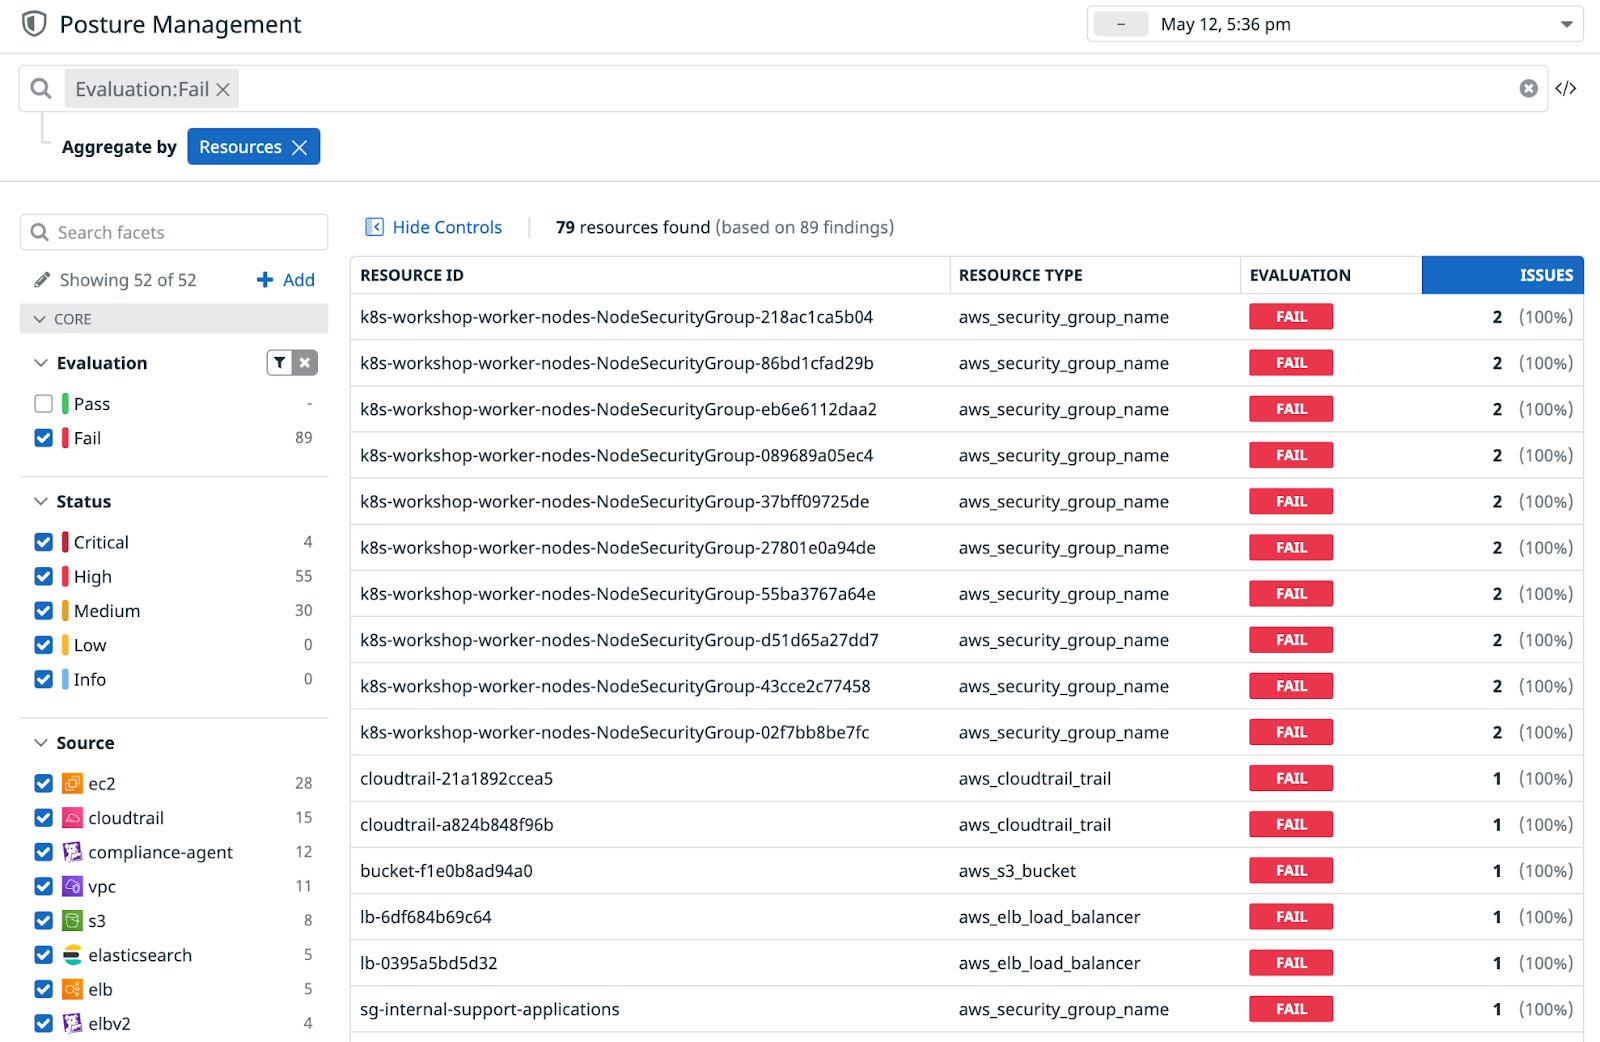 Posture Management
– May 12, 5:36 pm
Evaluation:Fail
</>
Aggregate by Resources
Search facets
Showing 52 of 52 Add
CORE
Evaluation
Pass -
Fail 89
Status
Critical 4
High 55
Medium 30
Low 0
Info 0
Source
ec2 28
cloudtrail 15
compliance-agent 12
vpc 11
s3 8
elasticsearch 5
elb 5
elbv2 4
Hide Controls 79 resources found (based on 89 findings)
RESOURCE ID RESOURCE TYPE EVALUATION ISSUES
k8s-workshop-worker-nodes-NodeSecurityGroup-218ac1ca5b04 aws_security_group_name FAIL 2 (100%)
k8s-workshop-worker-nodes-NodeSecurityGroup-86bd1cfad29b aws_security_group_name FAIL 2 (100%)
k8s-workshop-worker-nodes-NodeSecurityGroup-eb6e6112daa2 aws_security_group_name FAIL 2 (100%)
k8s-workshop-worker-nodes-NodeSecurityGroup-089689a05ec4 aws_security_group_name FAIL 2 (100%)
k8s-workshop-worker-nodes-NodeSecurityGroup-37bff09725de aws_security_group_name FAIL 2 (100%)
k8s-workshop-worker-nodes-NodeSecurityGroup-27801e0a94de aws_security_group_name FAIL 2 (100%)
k8s-workshop-worker-nodes-NodeSecurityGroup-55ba3767a64e aws_security_group_name FAIL 2 (100%)
k8s-workshop-worker-nodes-NodeSecurityGroup-d51d65a27dd7 aws_security_group_name FAIL 2 (100%)
k8s-workshop-worker-nodes-NodeSecurityGroup-43cce2c77458 aws_security_group_name FAIL 2 (100%)
k8s-workshop-worker-nodes-NodeSecurityGroup-02f7bb8be7fc aws_security_group_name FAIL 2 (100%)
cloudtrail-21a1892ccea5 aws_cloudtrail_trail FAIL 1 (100%)
cloudtrail-a824b848f96b aws_cloudtrail_trail FAIL 1 (100%)
bucket-f1e0b8ad94a0 aws_s3_bucket FAIL 1 (100%)
lb-6df684b69c64 aws_elb_load_balancer FAIL 1 (100%)
lb-0395a5bd5d32 aws_elb_load_balancer FAIL 1 (100%)
sg-internal-support-applications aws_security_group_name FAIL 1 (100%)